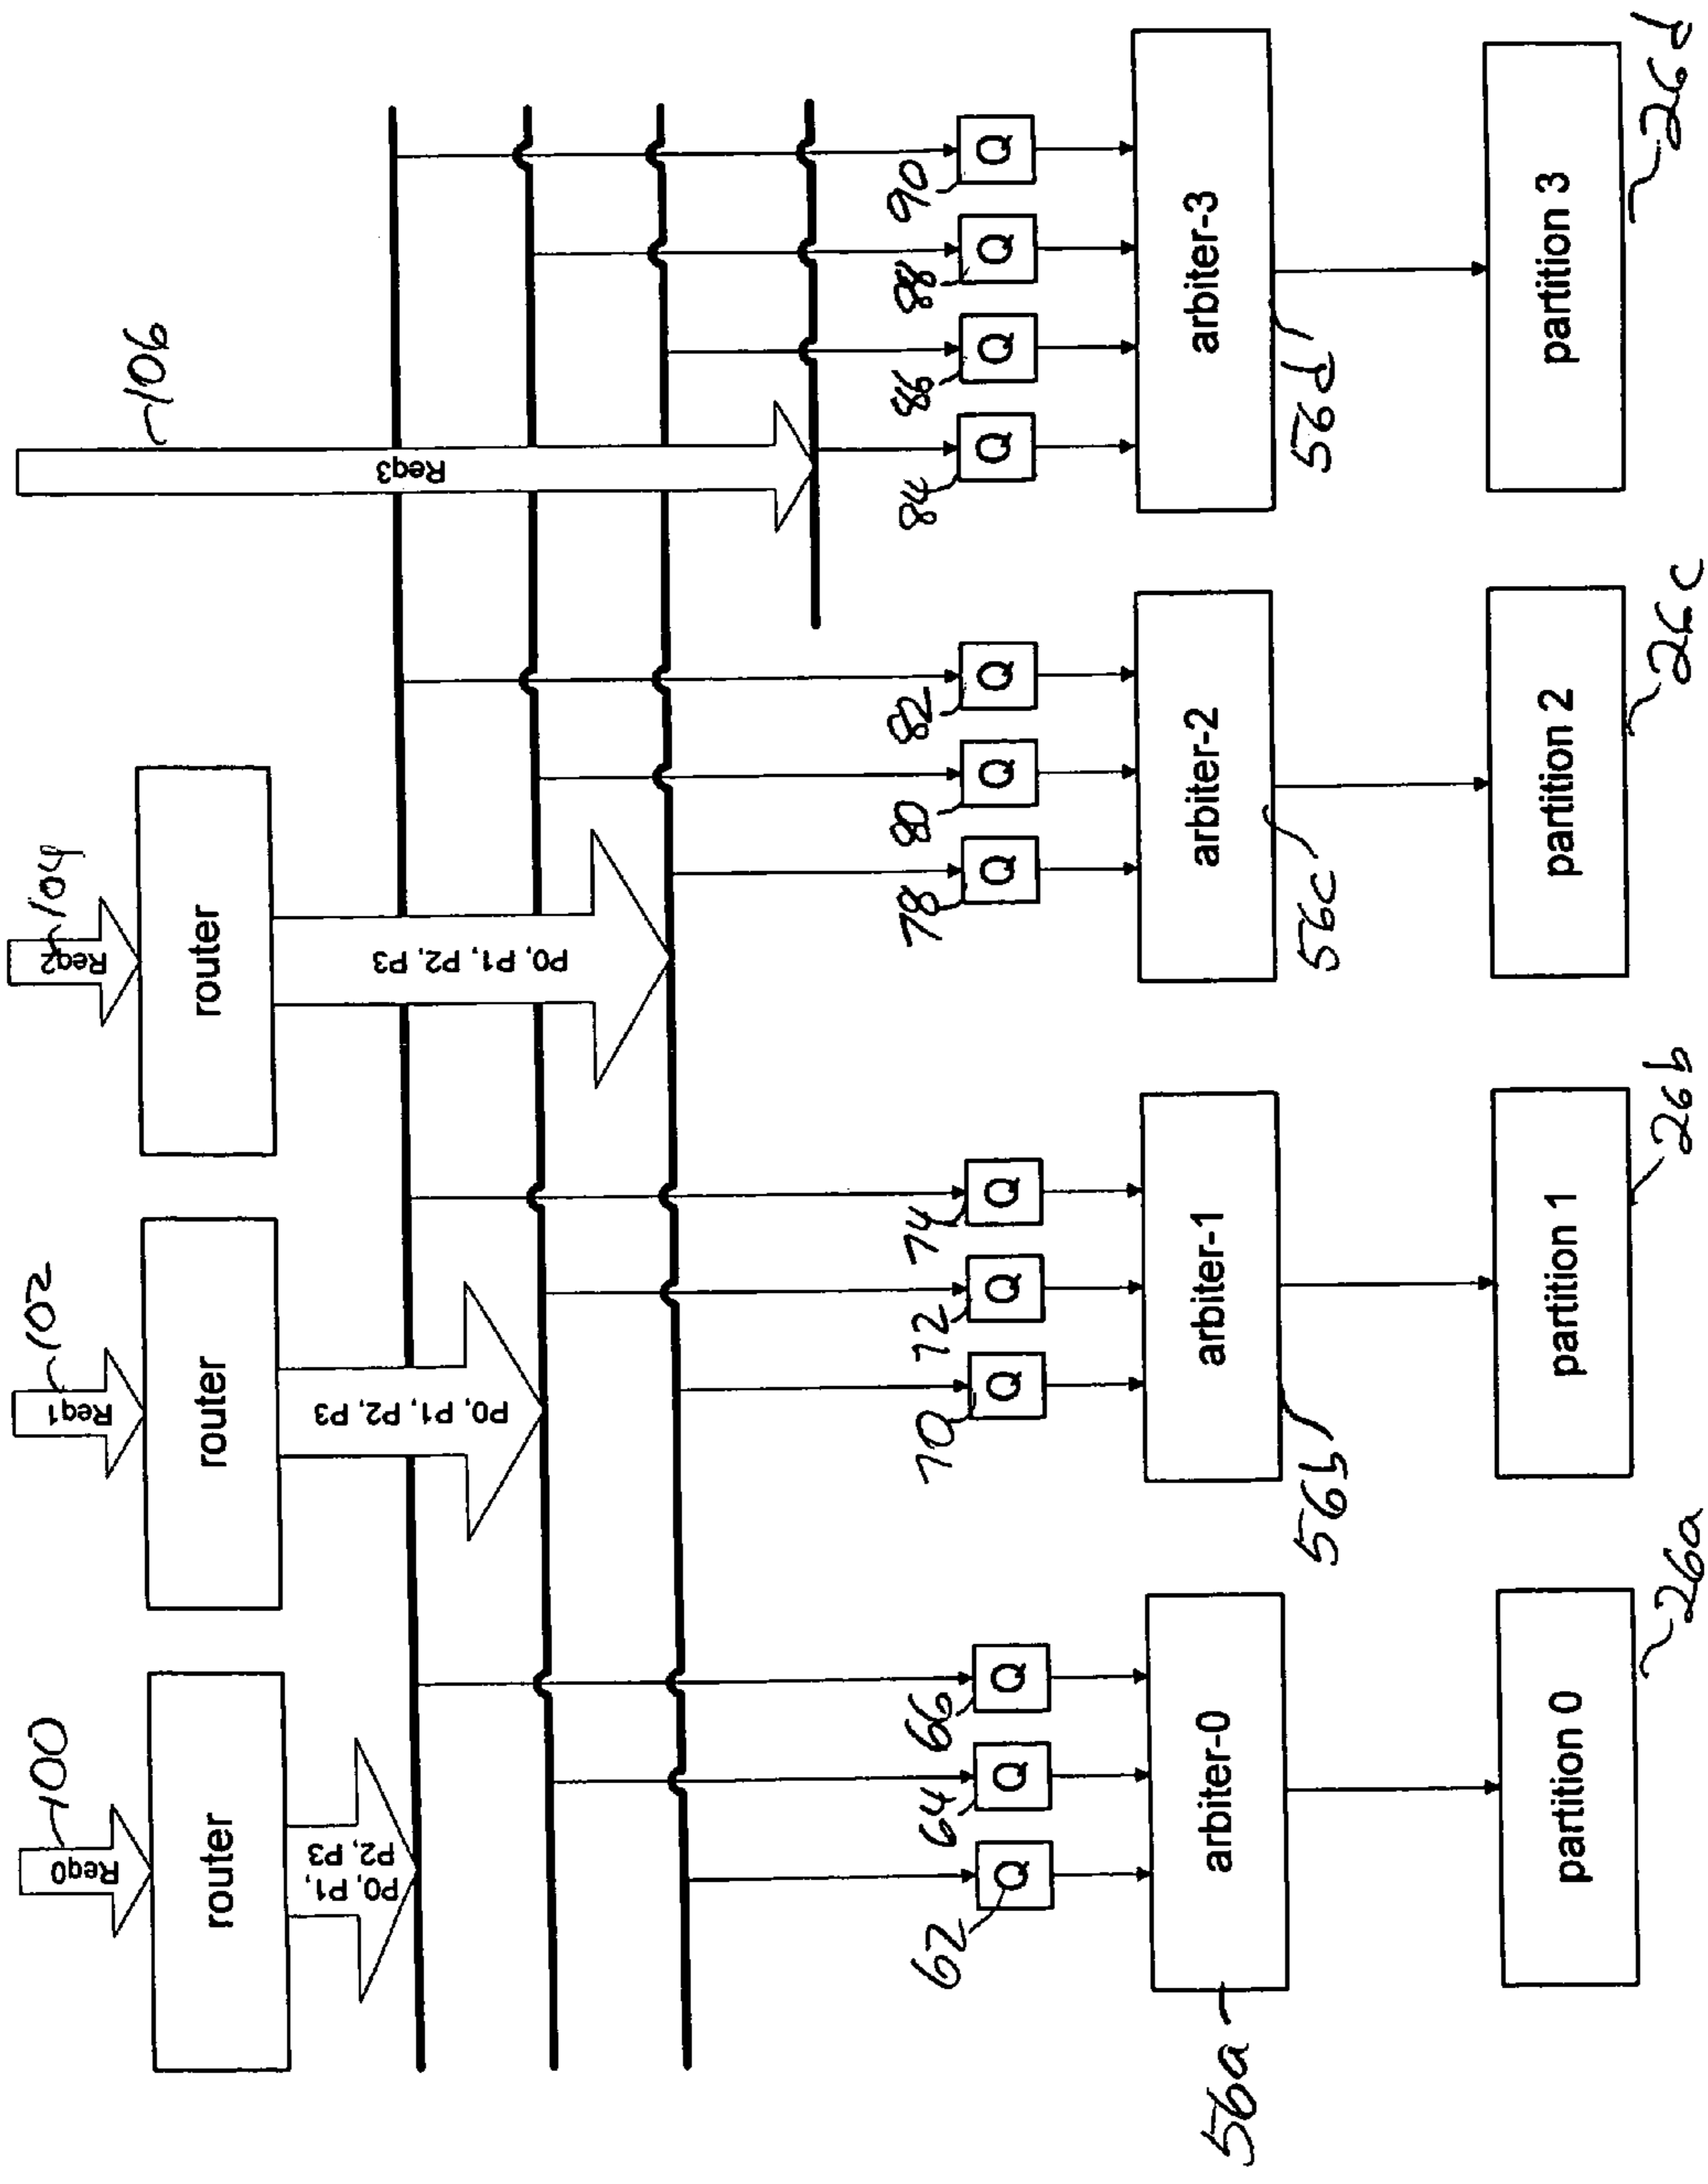 100
102
104
106
Req0
Req1
Req2
Req3
router
router
router
P0, P1,
P2, P3
P0, P1, P2, P3
P0, P1, P2, P3
62
64
66
70
72
74
78
80
82
84
86
88
90
Q
Q
Q
Q
Q
Q
Q
Q
Q
Q
Q
Q
Q
arbiter-0
arbiter-1
arbiter-2
arbiter-3
56a
56b
56c
56d
partition 0
partition 1
partition 2
partition 3
26a
26b
26c
26d